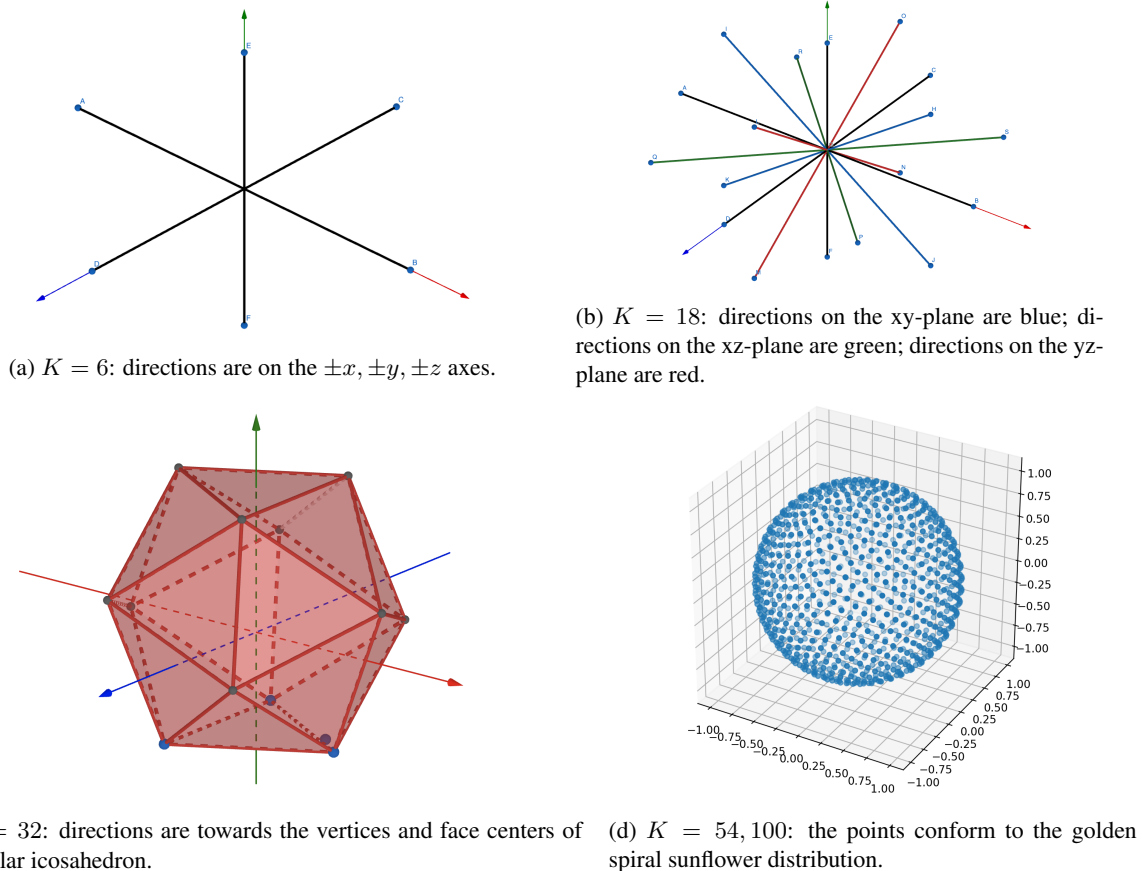 E
A
C
D
B
F
(a) K = 6: directions are on the ±x, ±y, ±z axes.
O
I
E
R
C
A
H
S
Q
N
K
B
D
P
F
J
(b) K = 18: directions on the xy-plane are blue; di-
rections on the xz-plane are green; directions on the yz-
plane are red.
= 32: directions are towards the vertices and face centers of
lar icosahedron.
1.00
0.75
0.50
0.25
0.00
−0.25
−0.50
−0.75
−1.00
1.00
0.75
0.50
0.25
0.00
−0.25
−0.50
−0.75
−1.00
−1.00
−0.75
−0.50
−0.25
0.00
0.25
0.50
0.75
1.00
(d) K = 54, 100: the points conform to the golden
spiral sunflower distribution.